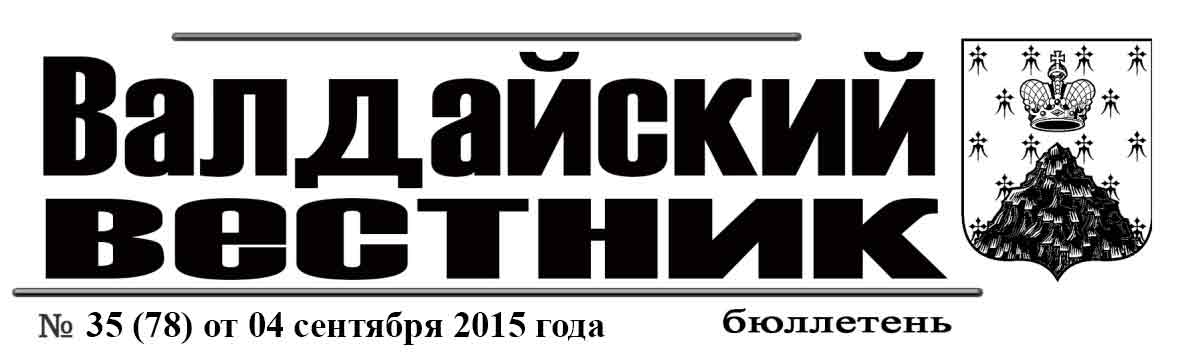 Валдайский
вестник
№ 35 (78) от 04 сентября 2015 года
бюллетень